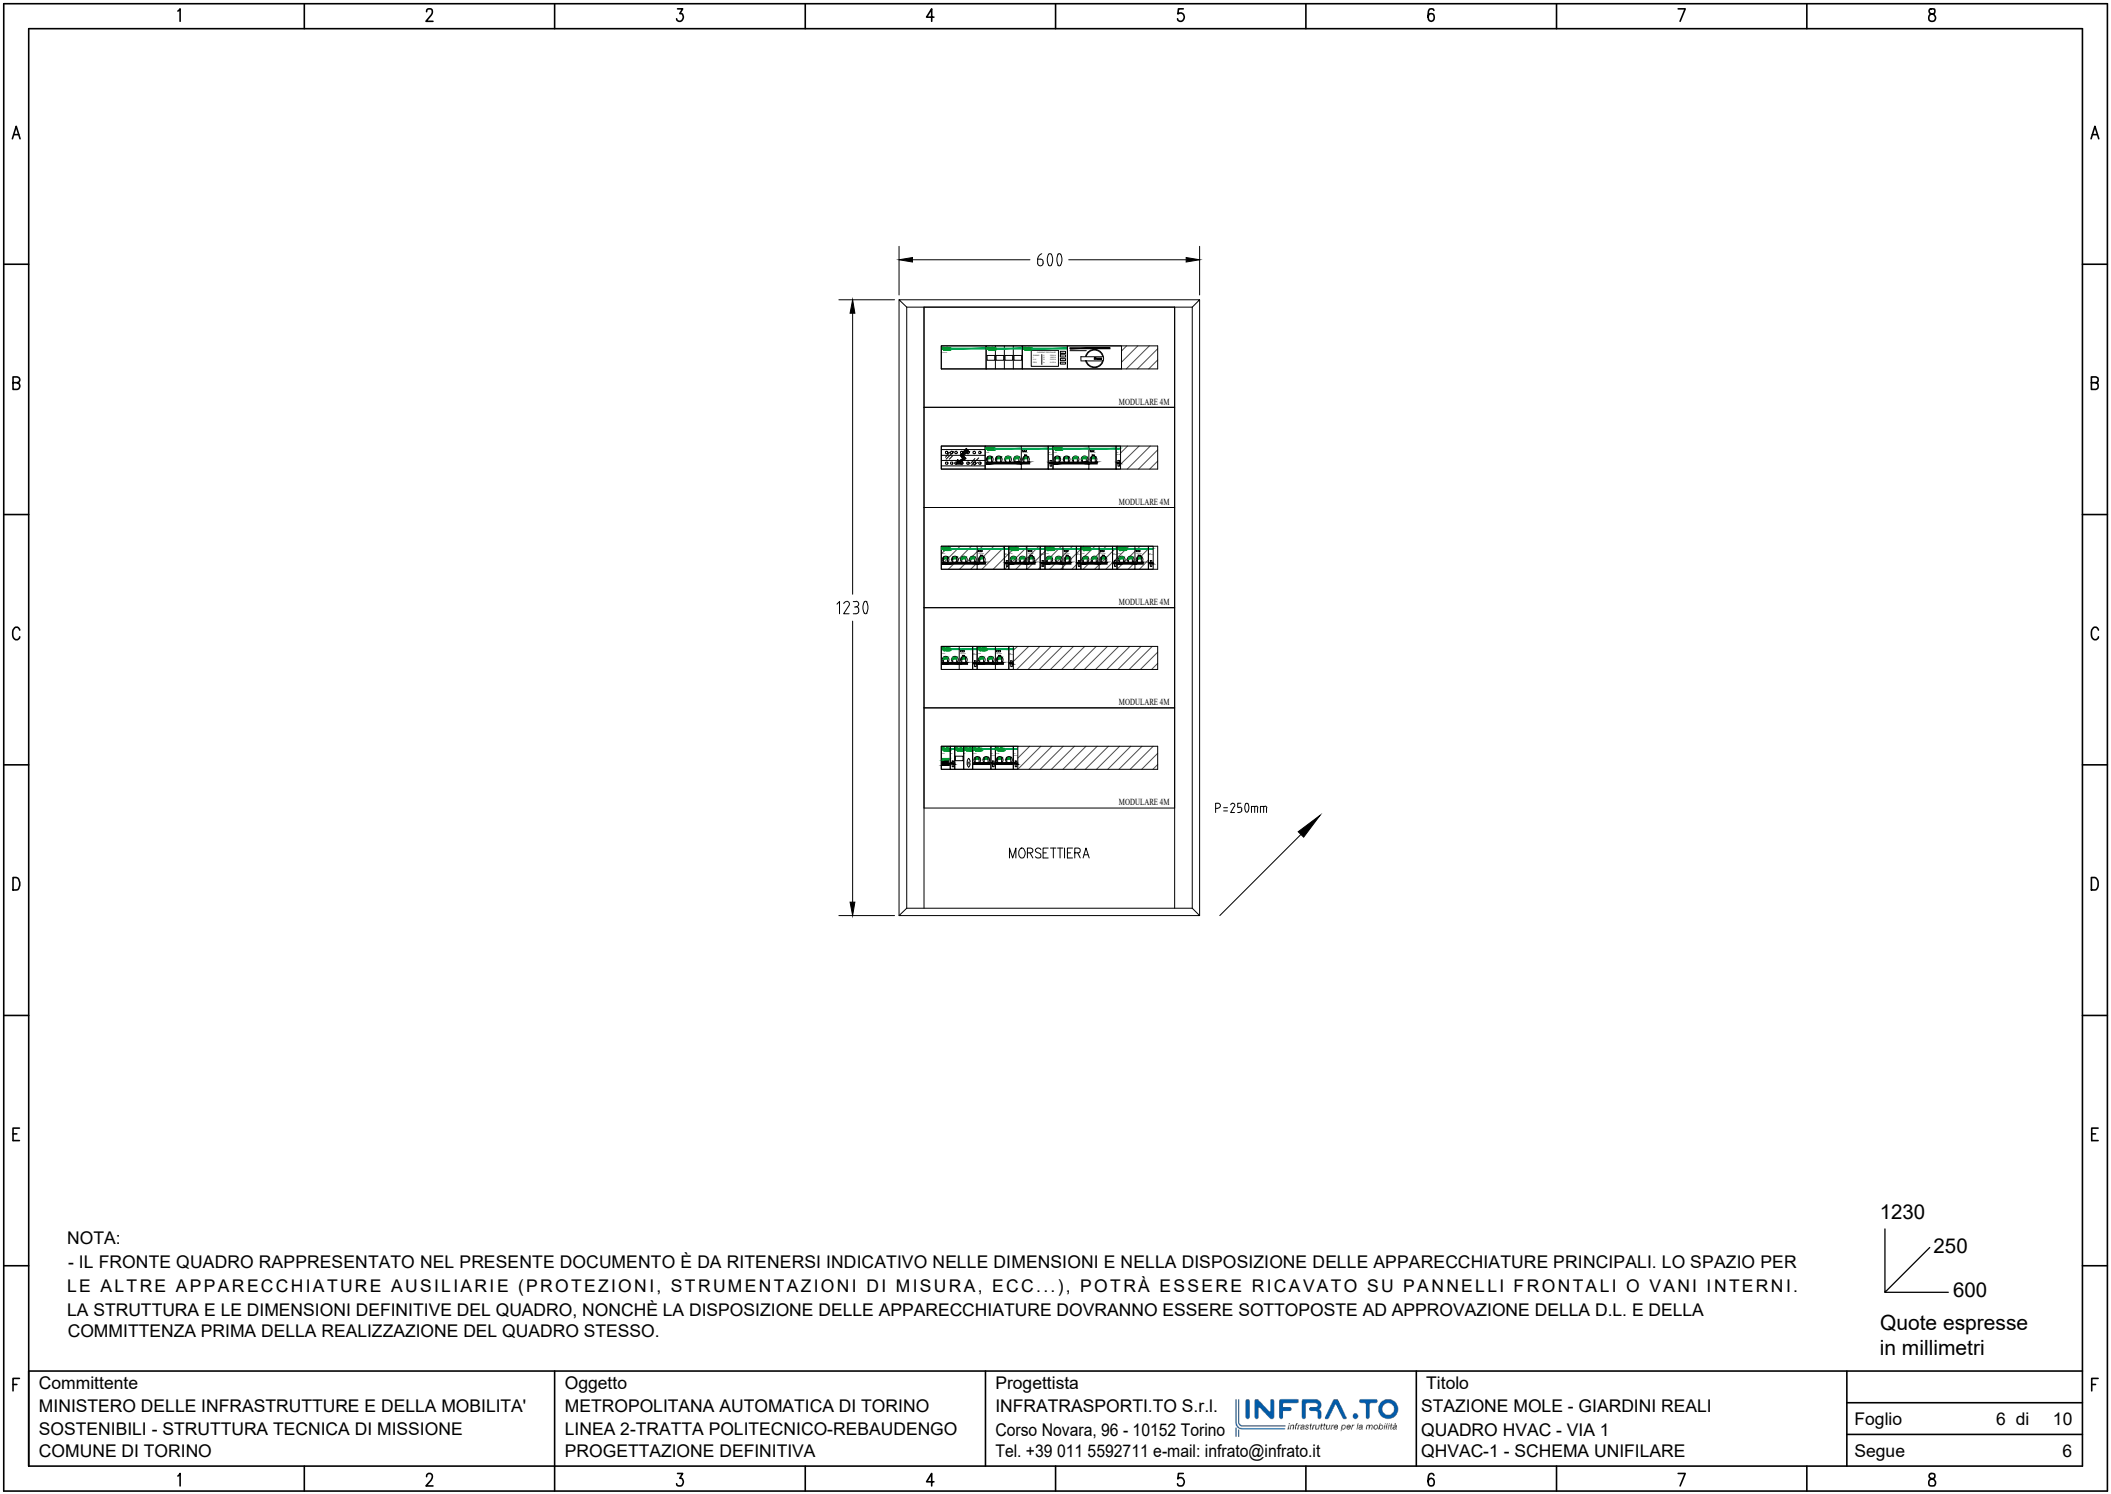 1 2 3 4 5 6 7 8
A A
B B
C C
D D
E E
F F
600
1230
MODULARE 4M
MODULARE 4M
MODULARE 4M
MODULARE 4M
MODULARE 4M
P=250mm
MORSETTIERA
NOTA:
- IL FRONTE QUADRO RAPPRESENTATO NEL PRESENTE DOCUMENTO È DA RITENERSI INDICATIVO NELLE DIMENSIONI E NELLA DISPOSIZIONE DELLE APPARECCHIATURE PRINCIPALI. LO SPAZIO PER
LE ALTRE APPARECCHIATURE AUSILIARIE (PROTEZIONI, STRUMENTAZIONI DI MISURA, ECC...), POTRÀ ESSERE RICAVATO SU PANNELLI FRONTALI O VANI INTERNI.
LA STRUTTURA E LE DIMENSIONI DEFINITIVE DEL QUADRO, NONCHÈ LA DISPOSIZIONE DELLE APPARECCHIATURE DOVRANNO ESSERE SOTTOPOSTE AD APPROVAZIONE DELLA D.L. E DELLA
COMMITTENZA PRIMA DELLA REALIZZAZIONE DEL QUADRO STESSO.
1230
250
600
Quote espresse
in millimetri
Committente
MINISTERO DELLE INFRASTRUTTURE E DELLA MOBILITA'
SOSTENIBILI - STRUTTURA TECNICA DI MISSIONE
COMUNE DI TORINO
Oggetto
METROPOLITANA AUTOMATICA DI TORINO
LINEA 2-TRATTA POLITECNICO-REBAUDENGO
PROGETTAZIONE DEFINITIVA
Progettista
INFRATRASPORTI.TO S.r.l.
Corso Novara, 96 - 10152 Torino
Tel. +39 011 5592711 e-mail: infrato@infrato.it
INFRA.TO
infrastrutture per la mobilità
Titolo
STAZIONE MOLE - GIARDINI REALI
QUADRO HVAC - VIA 1
QHVAC-1 - SCHEMA UNIFILARE
Foglio 6 di 10
Segue 6
1 2 3 4 5 6 7 8